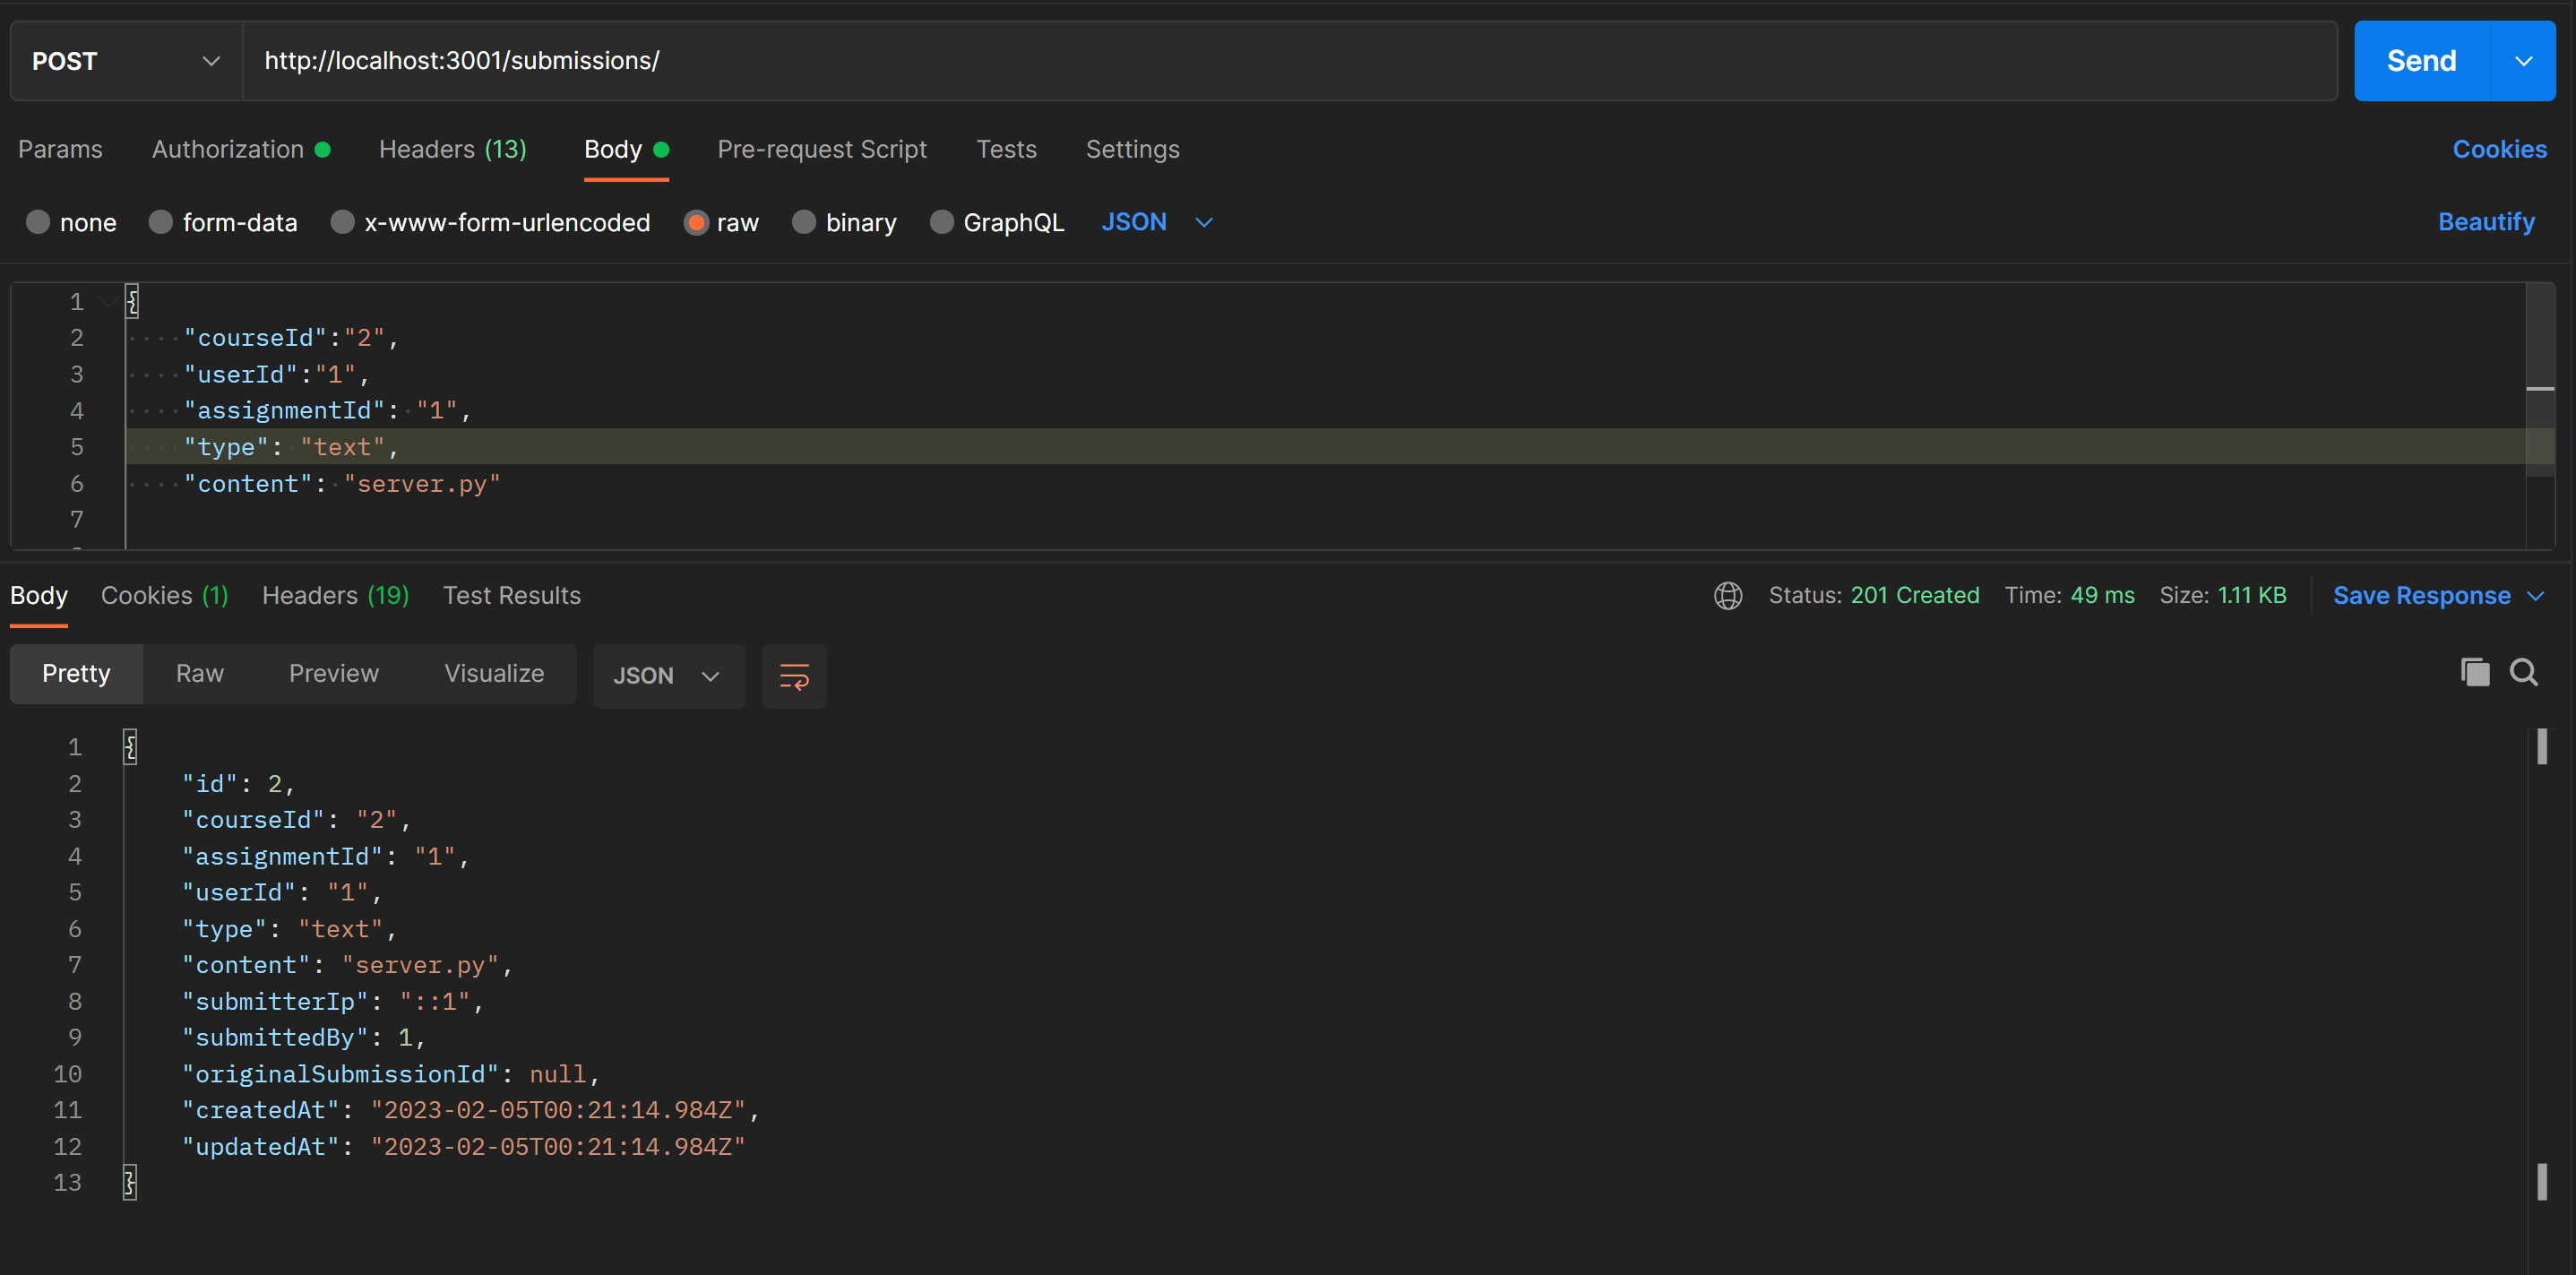 POST http://localhost:3001/submissions/ Send
Params Authorization Headers (13) Body Pre-request Script Tests Settings Cookies
none form-data x-www-form-urlencoded raw binary GraphQL JSON Beautify
1 {
2 "courseId":"2",
3 "userId":"1",
4 "assignmentId": "1",
5 "type": "text",
6 "content": "server.py"
7
Body Cookies (1) Headers (19) Test Results Status: 201 Created Time: 49 ms Size: 1.11 KB Save Response
Pretty Raw Preview Visualize JSON
1 {
2 "id": 2,
3 "courseId": "2",
4 "assignmentId": "1",
5 "userId": "1",
6 "type": "text",
7 "content": "server.py",
8 "submitterIp": "::1",
9 "submittedBy": 1,
10 "originalSubmissionId": null,
11 "createdAt": "2023-02-05T00:21:14.984Z",
12 "updatedAt": "2023-02-05T00:21:14.984Z"
13 }